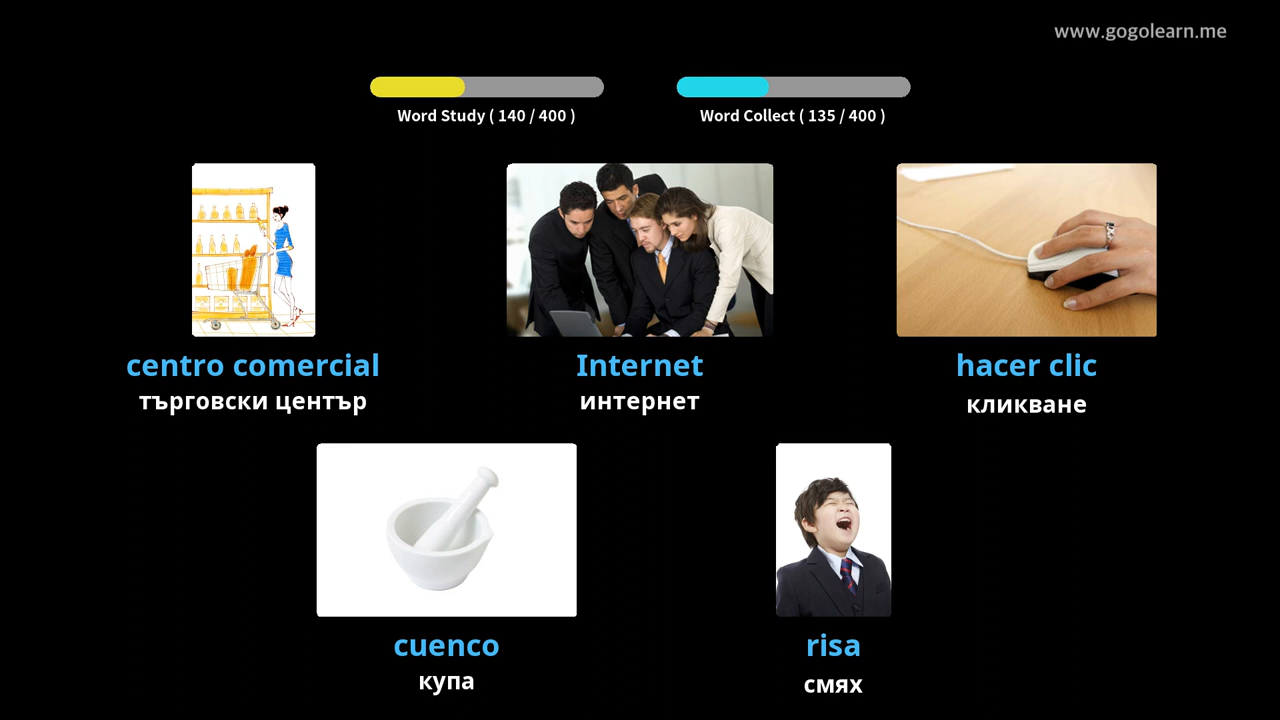 www.gogolearn.me
Word Study ( 140 / 400 )
Word Collect ( 135 / 400 )
centro comercial
търговски център
Internet
интернет
hacer clic
кликване
cuenco
купа
risa
смях